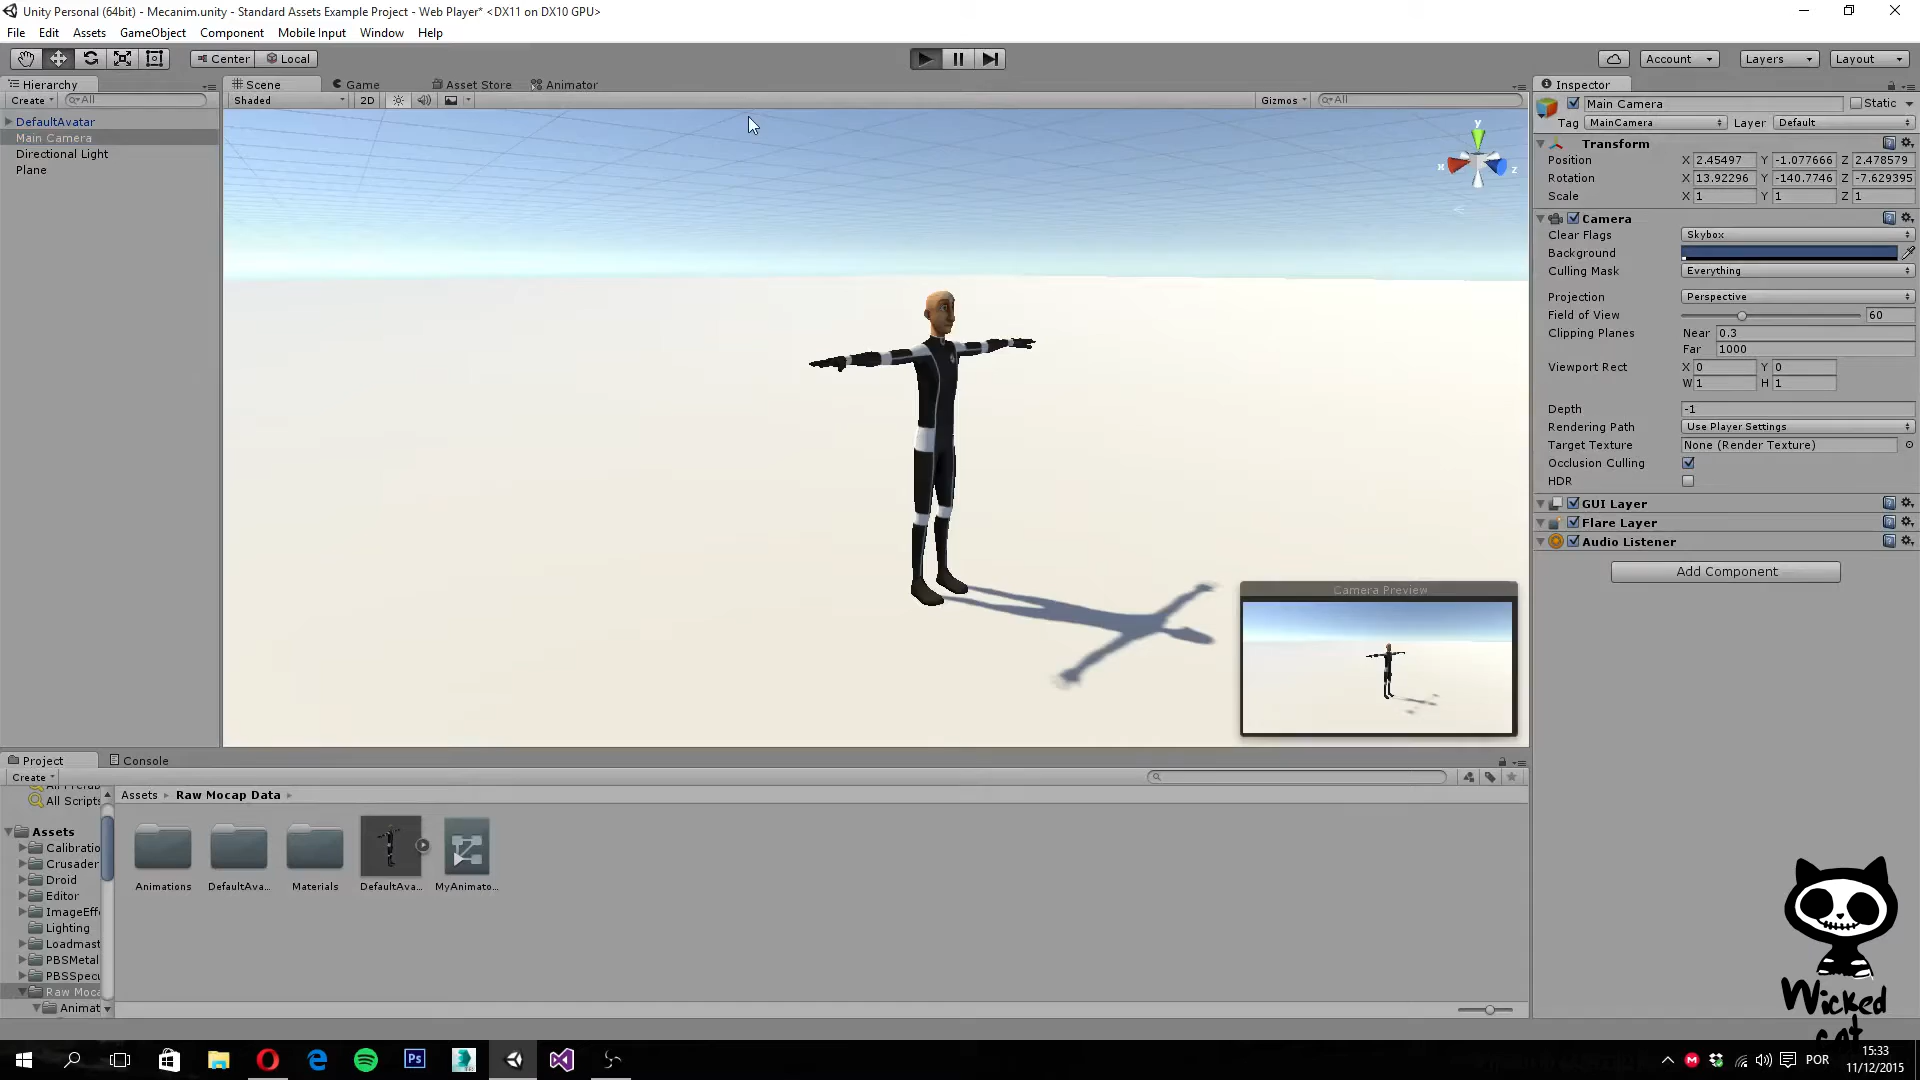 Unity Personal (64bit) - Mecanim.unity - Standard Assets Example Project - Web Player* <DX11 on DX10 GPU>
File Edit Assets GameObject Component Mobile Input Window Help
Center Local Account Layers Layout
Hierarchy
Create All
DefaultAvatar
Main Camera
Directional Light
Plane
Scene Game Asset Store Animator
Shaded 2D Gizmos All
y
x
z
Camera Preview
Inspector
Main Camera Static
Tag MainCamera Layer Default
Transform
Position X 2.45497 Y -1.077666 Z 2.478579
Rotation X 13.92296 Y -140.7746 Z -7.629395
Scale X 1 Y 1 Z 1
Camera
Clear Flags Skybox
Background
Culling Mask Everything
Projection Perspective
Field of View 60
Clipping Planes Near 0.3
Far 1000
Viewport Rect X 0 Y 0
W 1 H 1
Depth -1
Rendering Path Use Player Settings
Target Texture None (Render Texture)
Occlusion Culling
HDR
GUI Layer
Flare Layer
Audio Listener
Add Component
Project Console
Create
All Scripts
Assets
Calibratio
Crusader
Droid
Editor
ImageEff
Lighting
Loadmast
PBSMetal
PBSSpecu
Raw Moca
Animat
Assets Raw Mocap Data
Animations DefaultAva... Materials DefaultAva... MyAnimato...
Wicked
cat
Ps
POR
15:33
11/12/2015